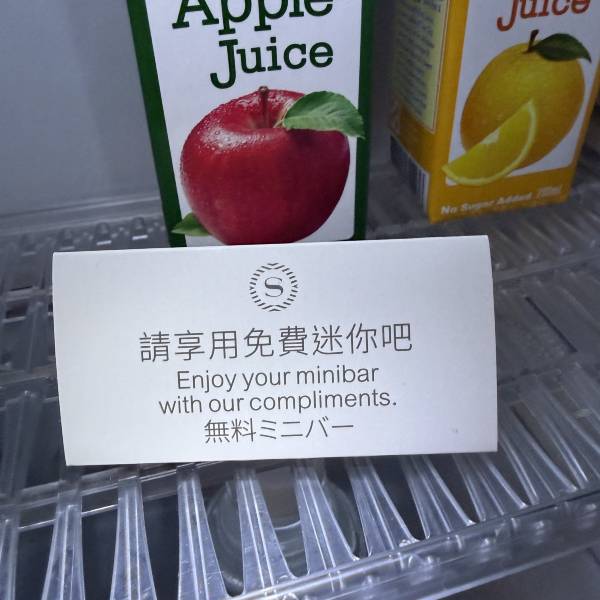 Apple
Juice
Juice
No Sugar Added
S
請享用免費迷你吧
Enjoy your minibar
with our compliments.
無料ミニバー